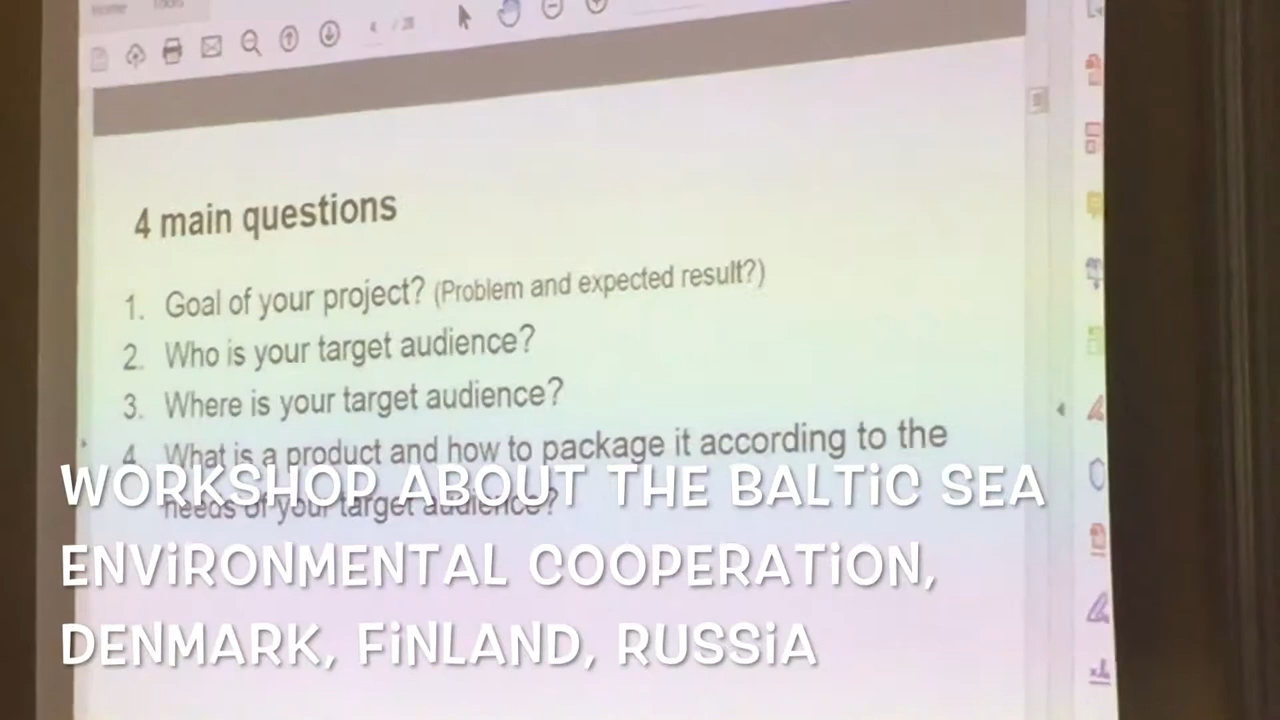 Home Tools
4 main questions
1. Goal of your project? (Problem and expected result?)
2. Who is your target audience?
3. Where is your target audience?
4. What is a product and how to package it according to the
needs of your target audience?
WORKSHOP ABOUT THE BALTIC SEA
ENVIRONMENTAL COOPERATION,
DENMARK, FINLAND, RUSSIA